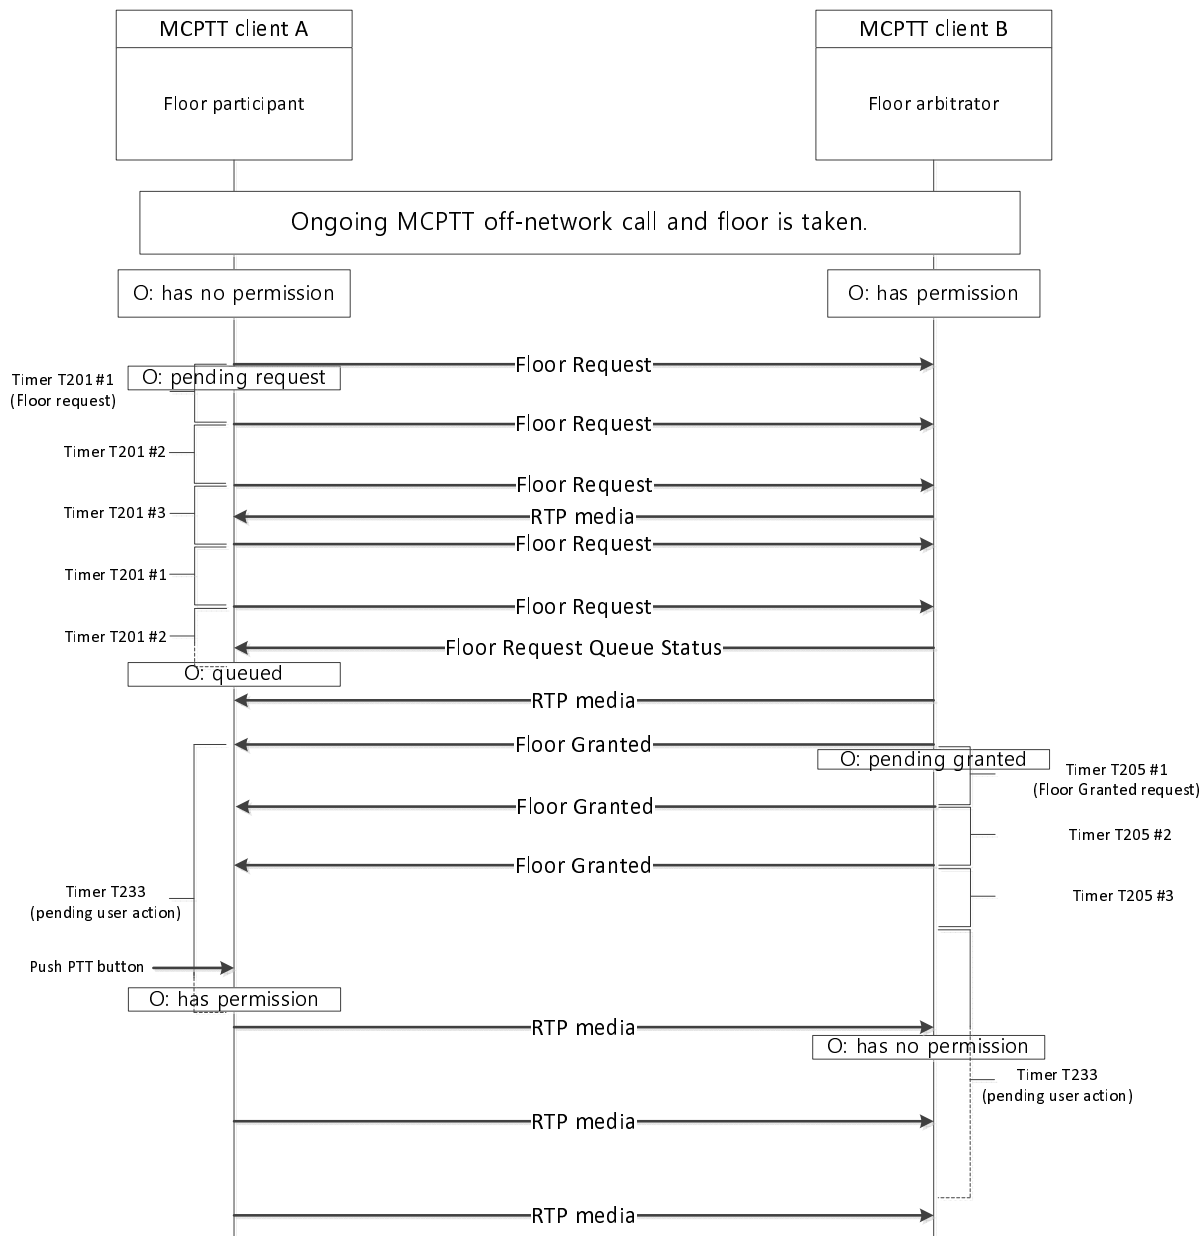 MCPTT client A
MCPTT client B
Floor participant
Floor arbitrator
Ongoing MCPTT off-network call and floor is taken.
O: has no permission
O: has permission
Floor Request
O: pending request
Timer T201 #1
(Floor request)
Floor Request
Timer T201 #2
Floor Request
Timer T201 #3
RTP media
Floor Request
Timer T201 #1
Floor Request
Timer T201 #2
Floor Request Queue Status
O: queued
RTP media
Floor Granted
O: pending granted
Timer T205 #1
(Floor Granted request)
Floor Granted
Timer T205 #2
Floor Granted
Timer T233
(pending user action)
Timer T205 #3
Push PTT button
O: has permission
RTP media
O: has no permission
Timer T233
(pending user action)
RTP media
RTP media